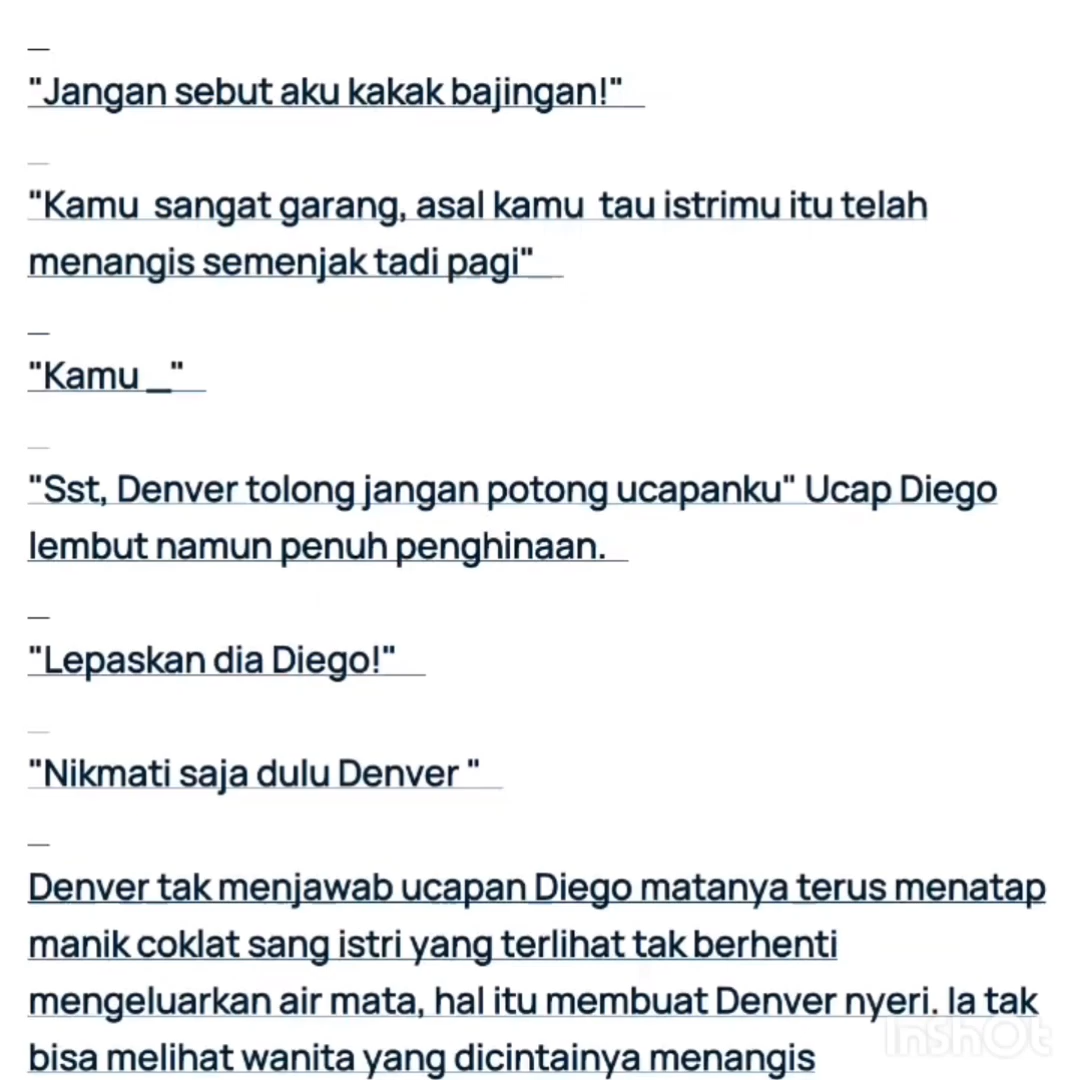 "Jangan sebut aku kakak bajingan!"
"Kamu  sangat garang, asal kamu  tau istrimu itu telah
menangis semenjak tadi pagi"
"Kamu _"
"Sst, Denver tolong jangan potong ucapanku" Ucap Diego
lembut namun penuh penghinaan.
"Lepaskan dia Diego!"
"Nikmati saja dulu Denver "
Denver tak menjawab ucapan Diego matanya terus menatap
manik coklat sang istri yang terlihat tak berhenti
mengeluarkan air mata, hal itu membuat Denver nyeri. Ia tak
bisa melihat wanita yang dicintainya menangis
InshOt